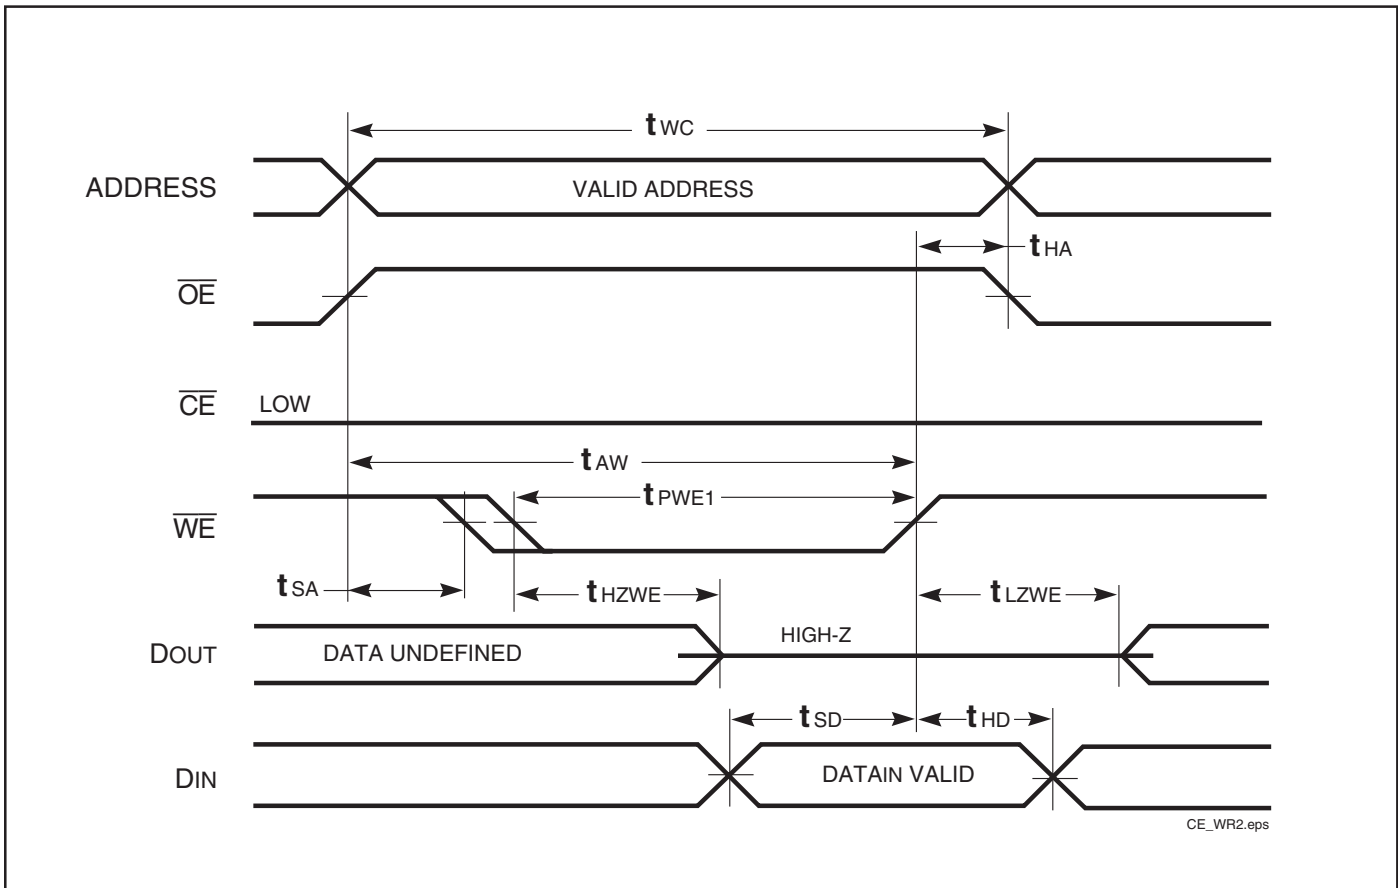 tWC
ADDRESS
VALID ADDRESS
tHA
OE
CE
LOW
tAW
tPWE1
WE
tSA
tHZWE
tLZWE
DOUT
DATA UNDEFINED
HIGH-Z
tSD
tHD
DIN
DATAIN VALID
CE_WR2.eps